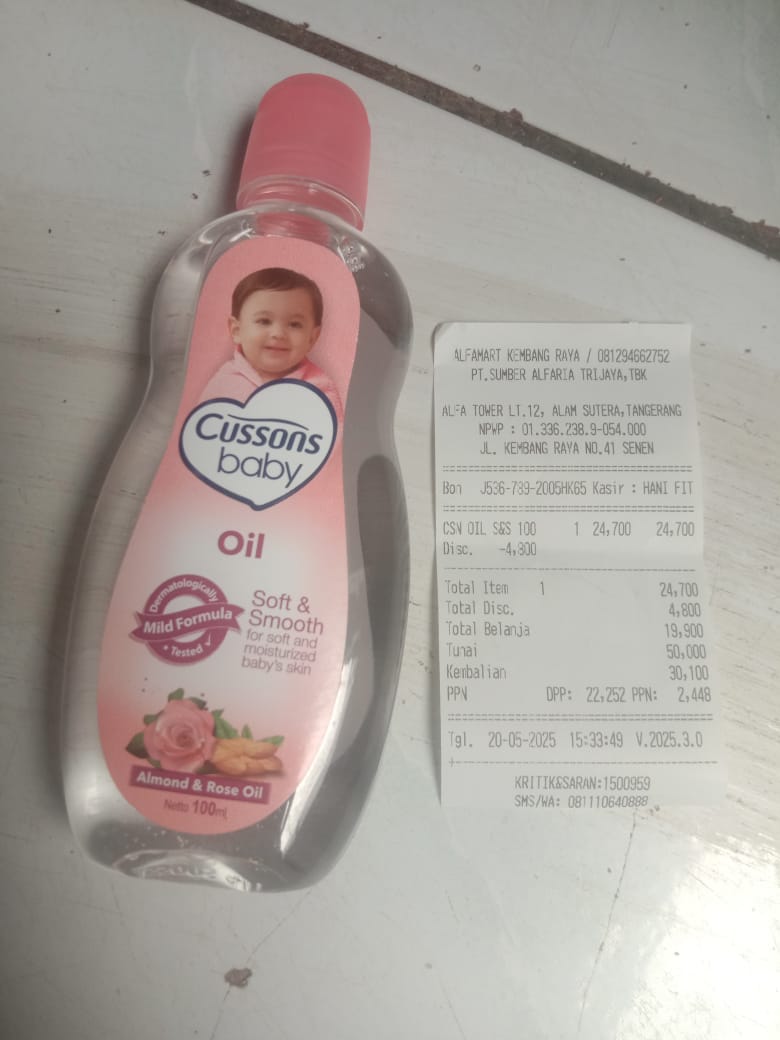 Cussons
baby
Oil
Dermatologically
Mild Formula
Tested
Soft &
Smooth
for soft and
moisturized
baby's skin
Almond & Rose Oil
Netto 100ml
ALFAMART KEMBANG RAYA / 081294662752
PT.SUMBER ALFARIA TRIJAYA,TBK
ALFA TOWER LT.12, ALAM SUTERA,TANGERANG
NPWP : 01.336.238.9-054.000
JL. KEMBANG RAYA NO.41 SENEN
Bon J536-789-2005HK65 Kasir : HANI FIT
CSN OIL S&S 100 1 24,700 24,700
Disc. -4,800
Total Item 1 24,700
Total Disc. 4,800
Total Belanja 19,900
Tunai 50,000
Kembalian 30,100
PPN DPP: 22,252 PPN: 2,448
Tgl. 20-05-2025 15:33:49 V.2025.3.0
KRITIK&SARAN:1500959
SMS/WA: 081110640888